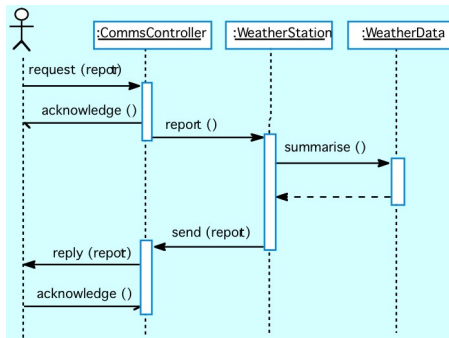 :CommsController :WeatherStation :WeatherData
request (report)
acknowledge ()
report ()
summarise ()
send (report)
reply (report)
acknowledge ()